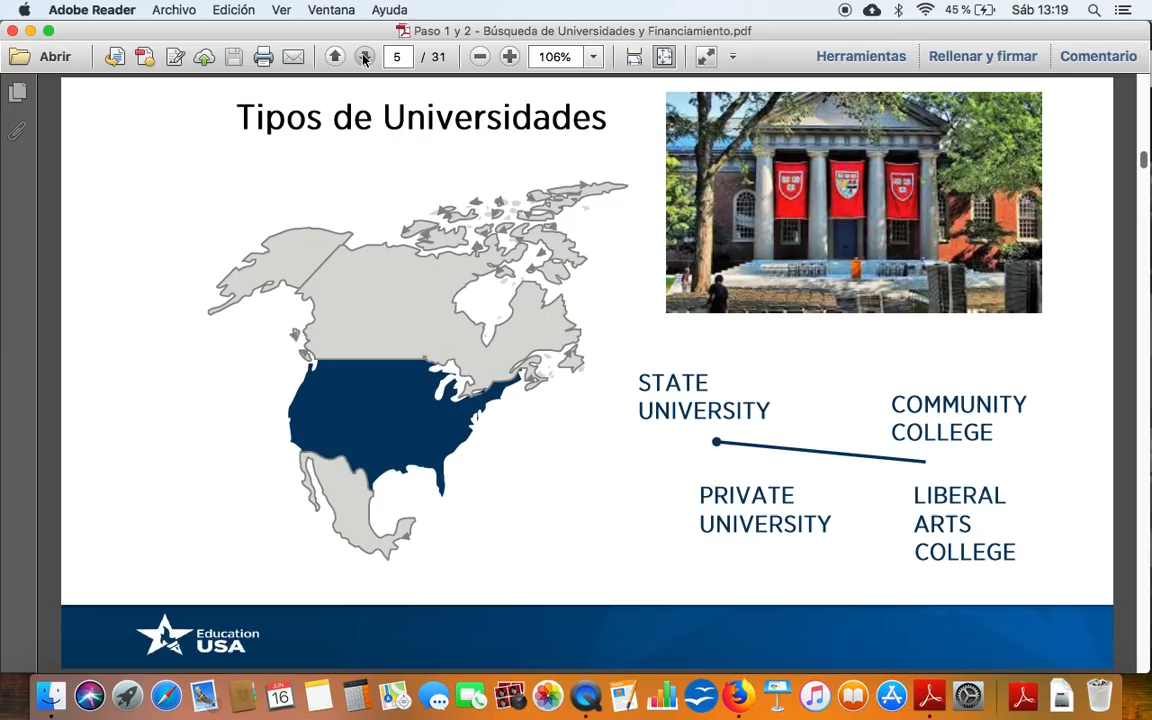 Adobe Reader Archivo Edición Ver Ventana Ayuda 45 % Sáb 13:19
Paso 1 y 2 - Búsqueda de Universidades y Financiamiento.pdf
Abrir 5 / 31 106% Herramientas Rellenar y firmar Comentario
Tipos de Universidades
STATE
UNIVERSITY
COMMUNITY
COLLEGE
PRIVATE
UNIVERSITY
LIBERAL
ARTS
COLLEGE
Education
USA
JUN
16